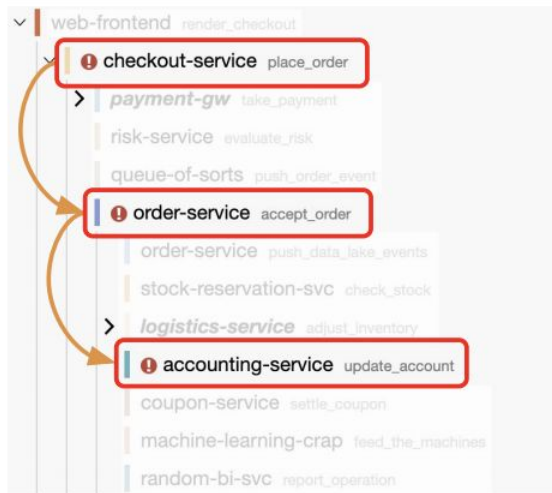 web-frontend render_checkout
checkout-service place_order
payment-gw take_payment
risk-service evaluate_risk
queue-of-sorts push_order_event
order-service accept_order
order-service push_data_lake_events
stock-reservation-svc check_stock
logistics-service adjust_inventory
accounting-service update_account
coupon-service settle_coupon
machine-learning-crap feed_the_machines
random-bi-svc report_operation